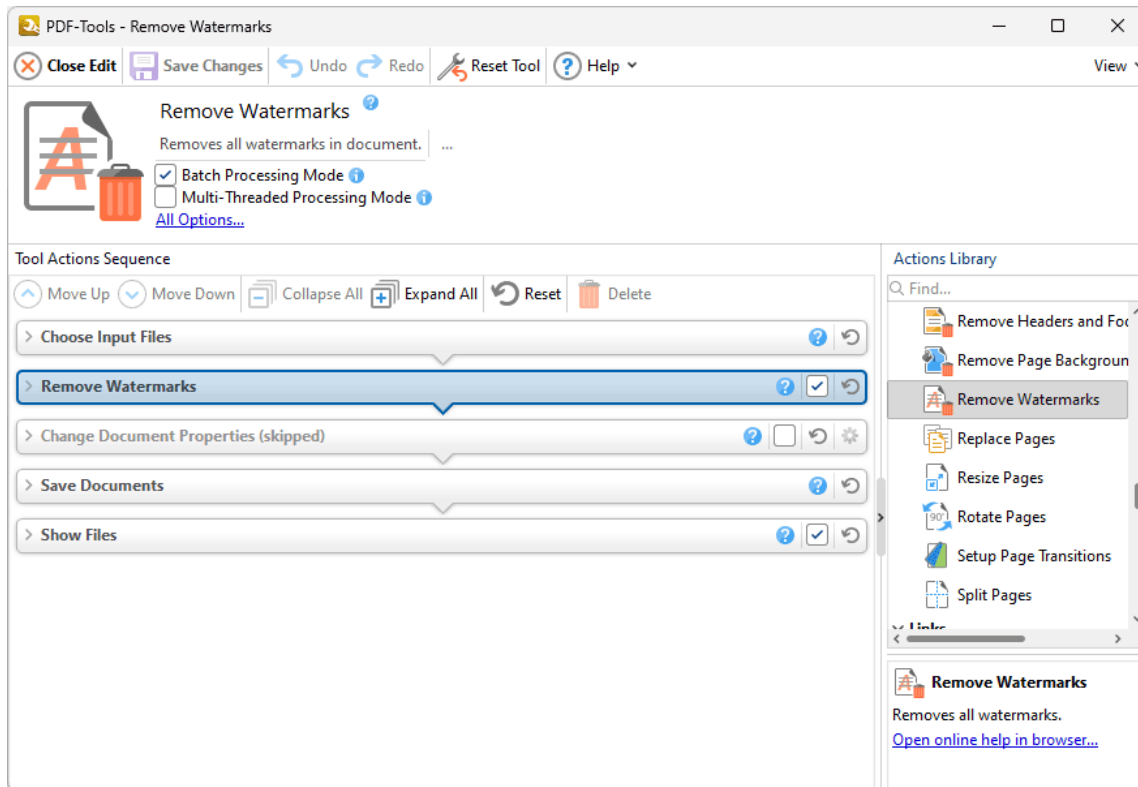 PDF-Tools - Remove Watermarks
Close Edit Save Changes Undo Redo Reset Tool Help View
Remove Watermarks
Removes all watermarks in document. ...
Batch Processing Mode
Multi-Threaded Processing Mode
All Options...
Tool Actions Sequence
Move Up Move Down Collapse All Expand All Reset Delete
Choose Input Files
Remove Watermarks
Change Document Properties (skipped)
Save Documents
Show Files
Actions Library
Find...
Remove Headers and Foo
Remove Page Backgroun
Remove Watermarks
Replace Pages
Resize Pages
90° Rotate Pages
Setup Page Transitions
Split Pages
Links
Remove Watermarks
Removes all watermarks.
Open online help in browser...